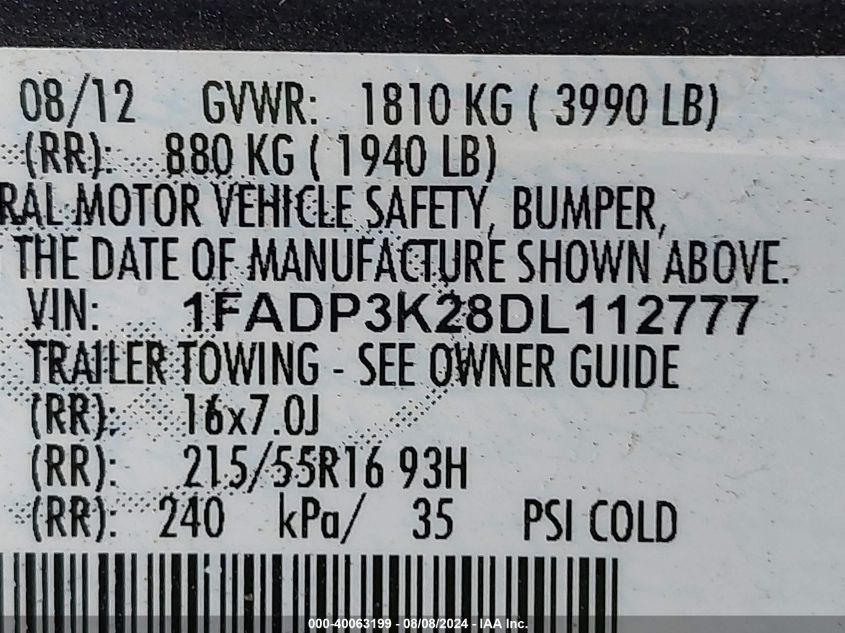 08/12 GVWR: 1810 KG ( 3990 LB)
(RR): 880 KG ( 1940 LB)
RAL MOTOR VEHICLE SAFETY, BUMPER,
THE DATE OF MANUFACTURE SHOWN ABOVE.
VIN: 1FADP3K28DL112777
TRAILER TOWING - SEE OWNER GUIDE
(RR): 16x7.0J
(RR): 215/55R16 93H
(RR): 240 kPa/ 35 PSI COLD
000-40063199 - 08/08/2024 - IAA Inc.